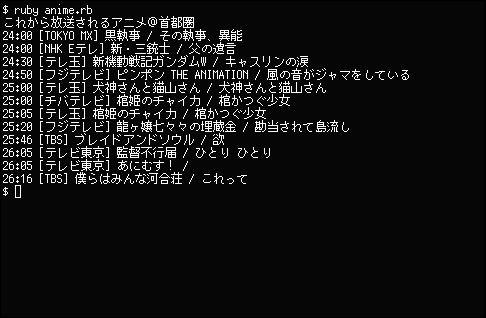 $ ruby anime.rb
これから放送されるアニメ@首都圏
24:00 [TOKYO MX] 黒執事 / その執事、異能
24:00 [NHK Eテレ] 新・三銃士 / 父の遺言
24:30 [テレ玉] 新機動戦記ガンダムW / キャスリンの涙
24:50 [フジテレビ] ピンポン THE ANIMATION / 風の音がジャマをしている
25:00 [テレ玉] 犬神さんと猫山さん / 犬神さんと猫山さん
25:00 [チバテレビ] 棺姫のチャイカ / 棺かつぐ少女
25:05 [テレ玉] 棺姫のチャイカ / 棺かつぐ少女
25:20 [フジテレビ] 龍ヶ嬢七々々の埋蔵金 / 勘当されて島流し
25:46 [TBS] ブレイドアンドソウル / 欲
26:05 [テレビ東京] 監督不行届 / ひとり ひとり
26:05 [テレビ東京] あにむす! /
26:16 [TBS] 僕らはみんな河合荘 / これって
$